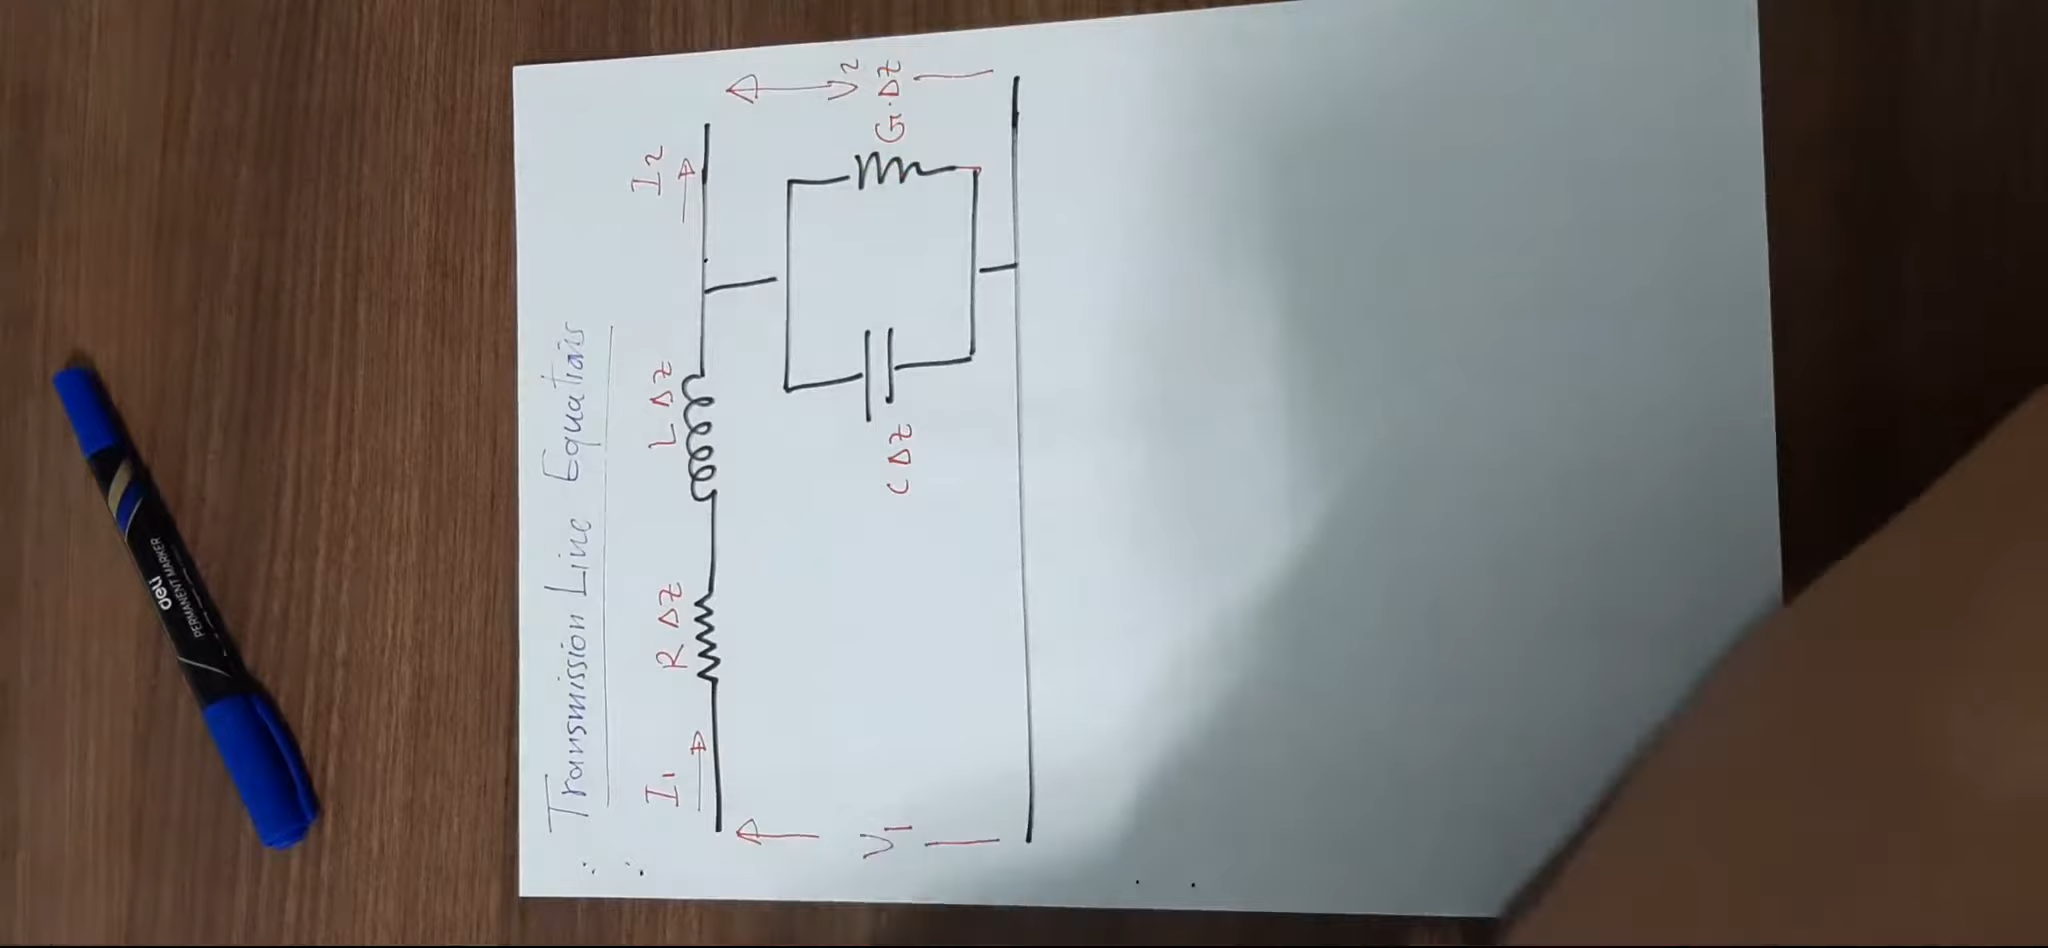 Transmission Line Equations
I1 R ΔZ L ΔZ I2
V1 C ΔZ G.ΔZ V2
deli
PERMANENT MARKER